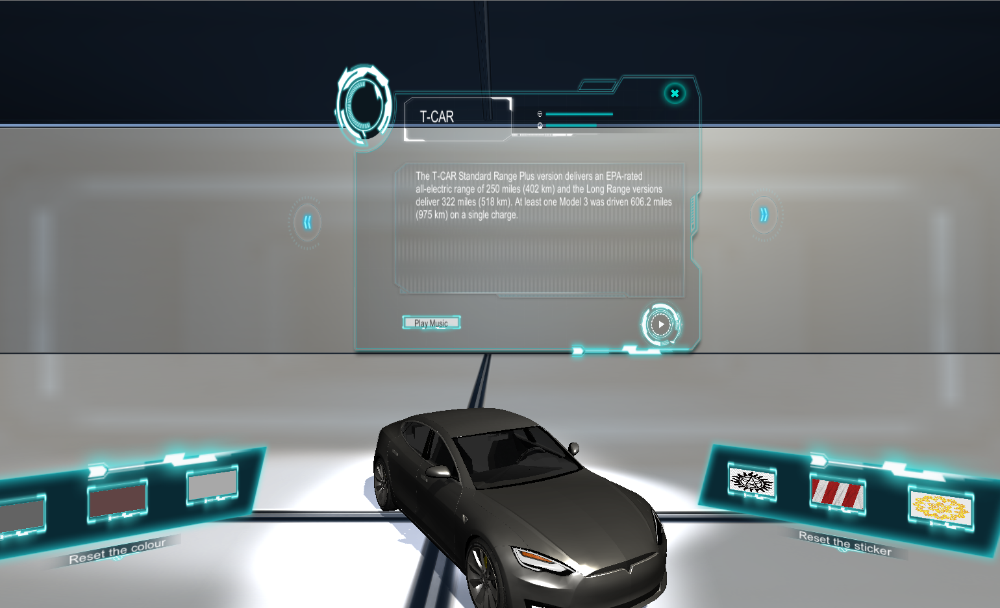 T-CAR
The T-CAR Standard Range Plus version delivers an EPA-rated
all-electric range of 250 miles (402 km) and the Long Range versions
deliver 322 miles (518 km). At least one Model 3 was driven 606.2 miles
(975 km) on a single charge.
Play Music
Reset the colour
Reset the sticker